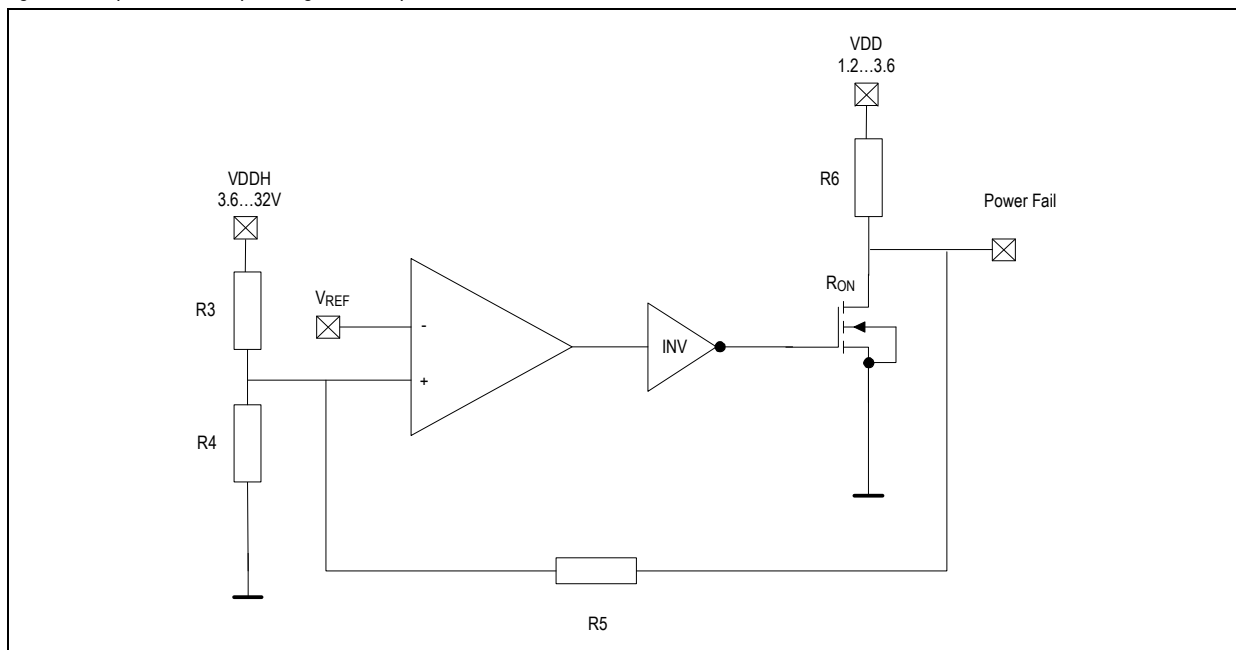 VDD
1.2...3.6
R6
VDDH
3.6...32V
Power Fail
R3
VREF
RON
-
INV
+
R4
R5